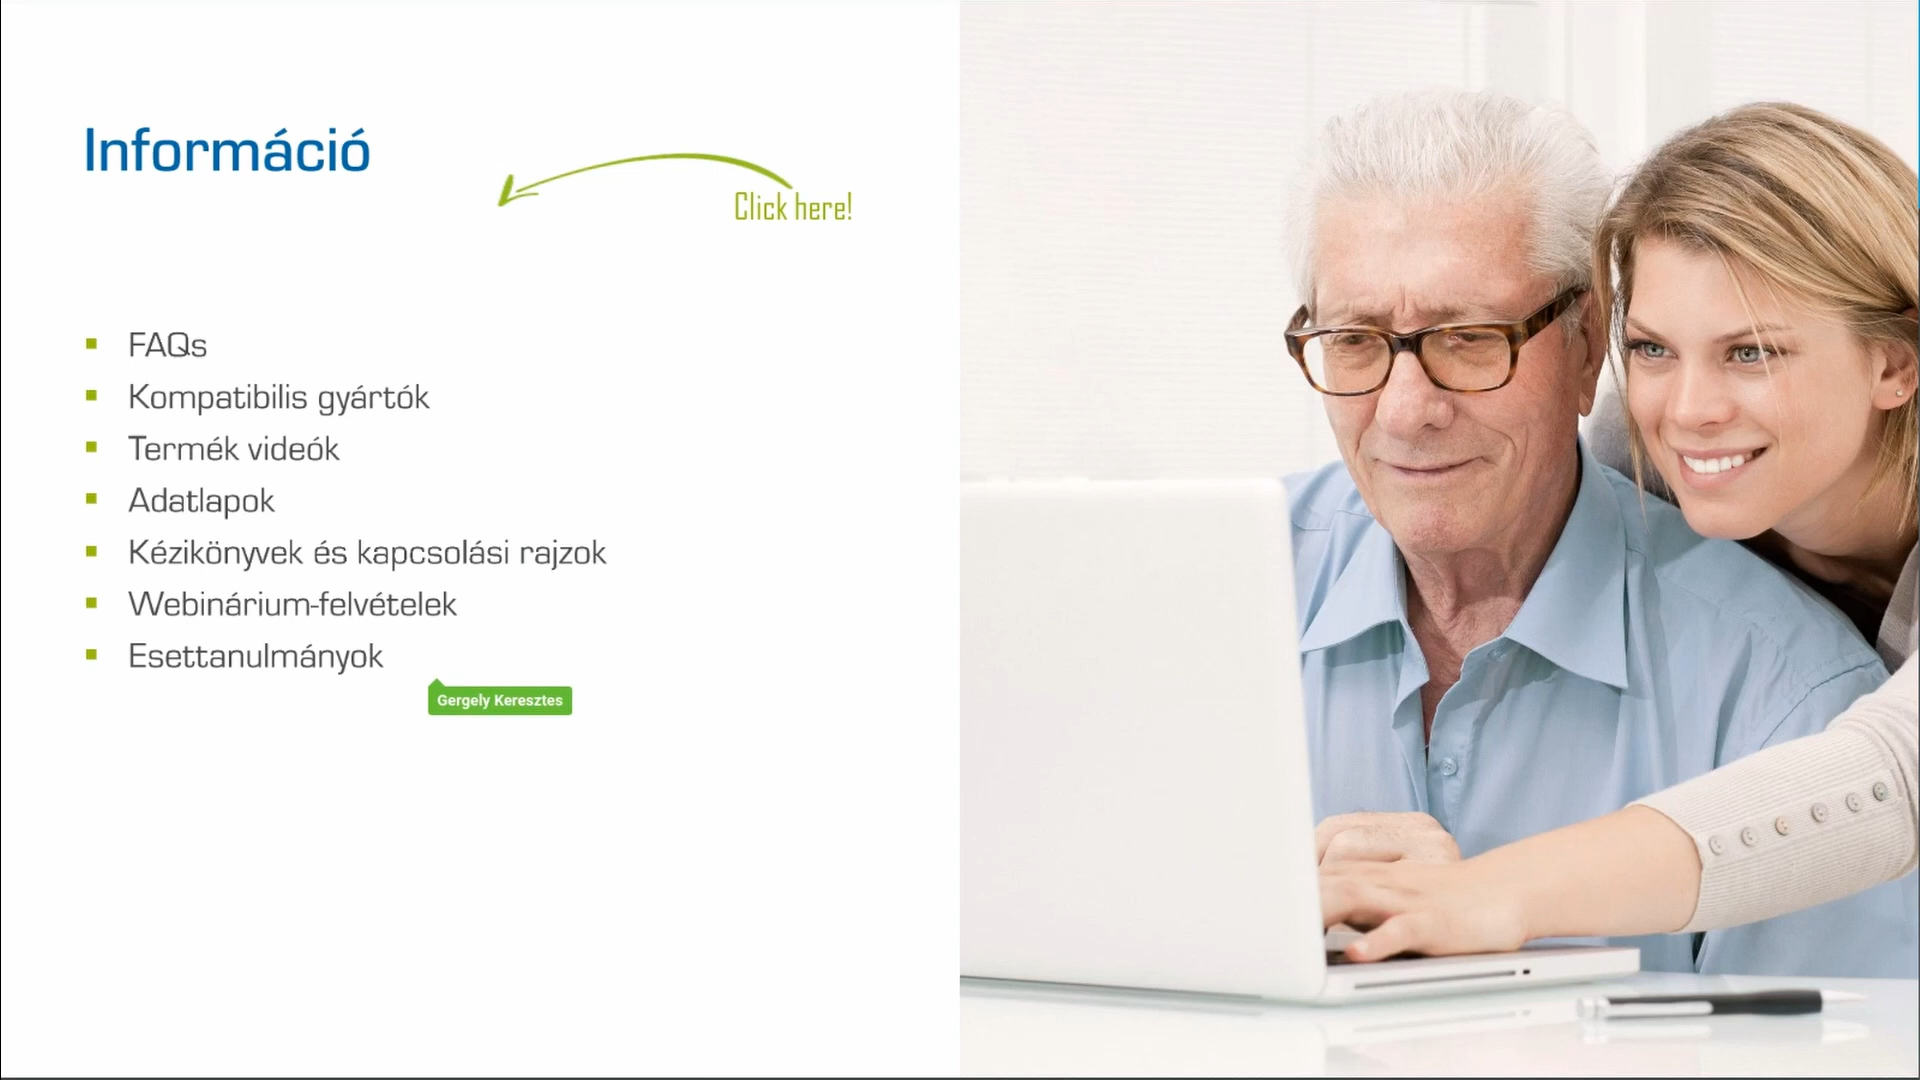 Információ
Click here!
FAQs
Kompatibilis gyártók
Termék videók
Adatlapok
Kézikönyvek és kapcsolási rajzok
Webinárium-felvételek
Esettanulmányok
Gergely Keresztes